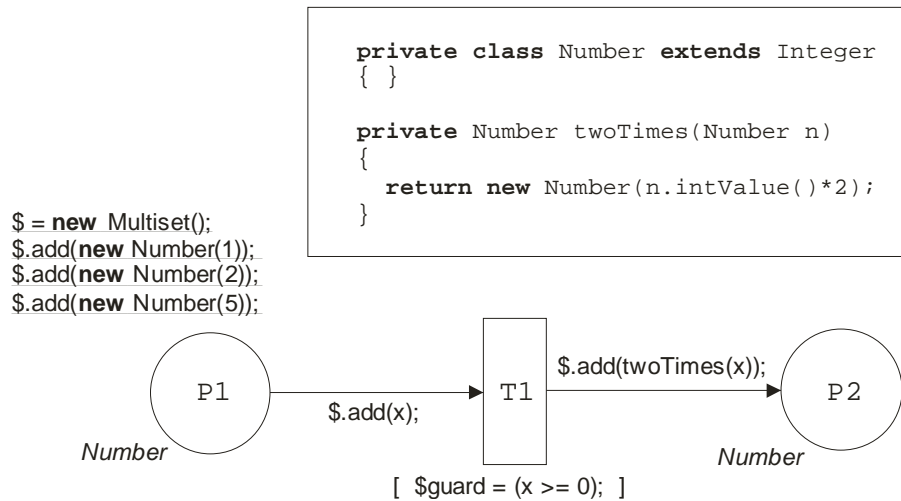 private class Number extends Integer
{ }
private Number twoTimes(Number n)
{
return new Number(n.intValue()*2);
}
$ = new Multiset();
$.add(new Number(1));
$.add(new Number(2));
$.add(new Number(5));
P1
$.add(x);
T1
$.add(twoTimes(x));
P2
Number
Number
[ $guard = (x >= 0); ]